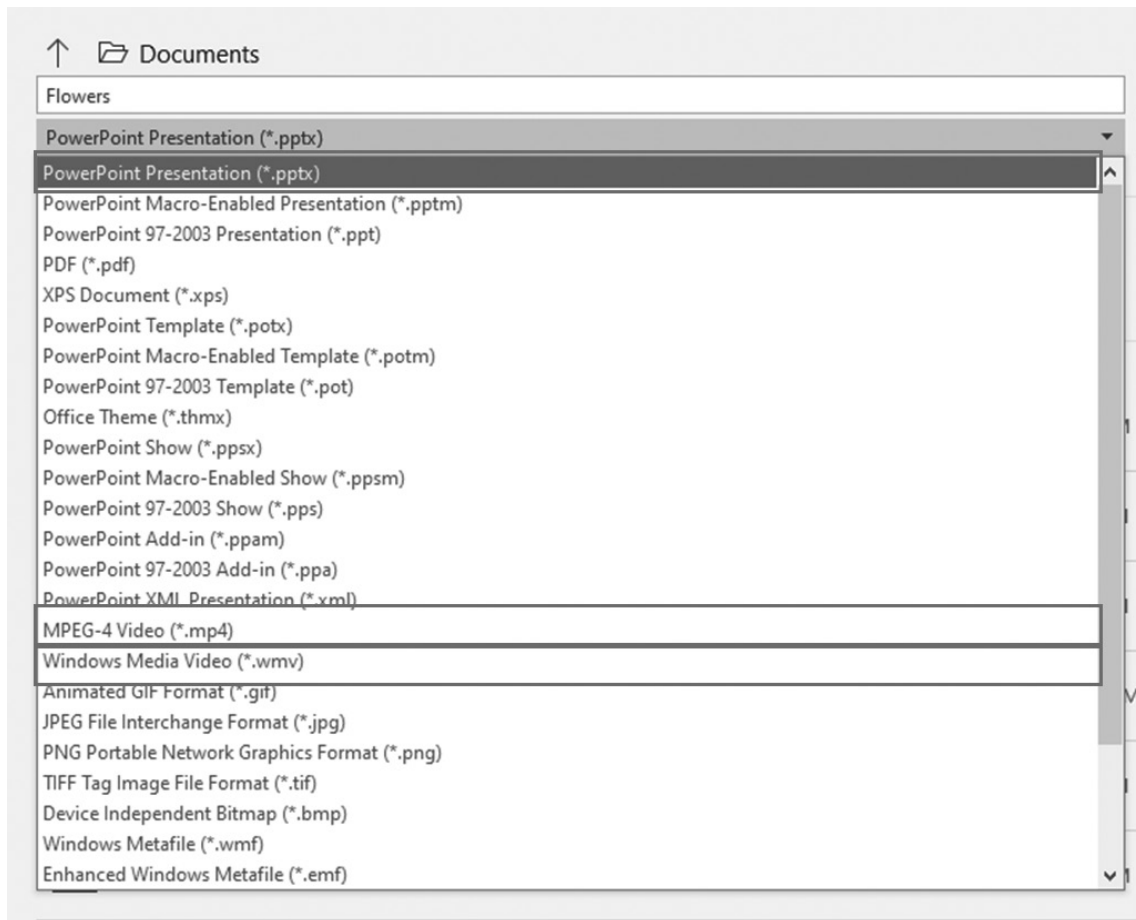 Documents
Flowers
PowerPoint Presentation (*.pptx)
PowerPoint Presentation (*.pptx)
PowerPoint Macro-Enabled Presentation (*.pptm)
PowerPoint 97-2003 Presentation (*.ppt)
PDF (*.pdf)
XPS Document (*.xps)
PowerPoint Template (*.potx)
PowerPoint Macro-Enabled Template (*.potm)
PowerPoint 97-2003 Template (*.pot)
Office Theme (*.thmx)
PowerPoint Show (*.ppsx)
PowerPoint Macro-Enabled Show (*.ppsm)
PowerPoint 97-2003 Show (*.pps)
PowerPoint Add-in (*.ppam)
PowerPoint 97-2003 Add-in (*.ppa)
PowerPoint XML Presentation (*.xml)
MPEG-4 Video (*.mp4)
Windows Media Video (*.wmv)
Animated GIF Format (*.gif)
JPEG File Interchange Format (*.jpg)
PNG Portable Network Graphics Format (*.png)
TIFF Tag Image File Format (*.tif)
Device Independent Bitmap (*.bmp)
Windows Metafile (*.wmf)
Enhanced Windows Metafile (*.emf)